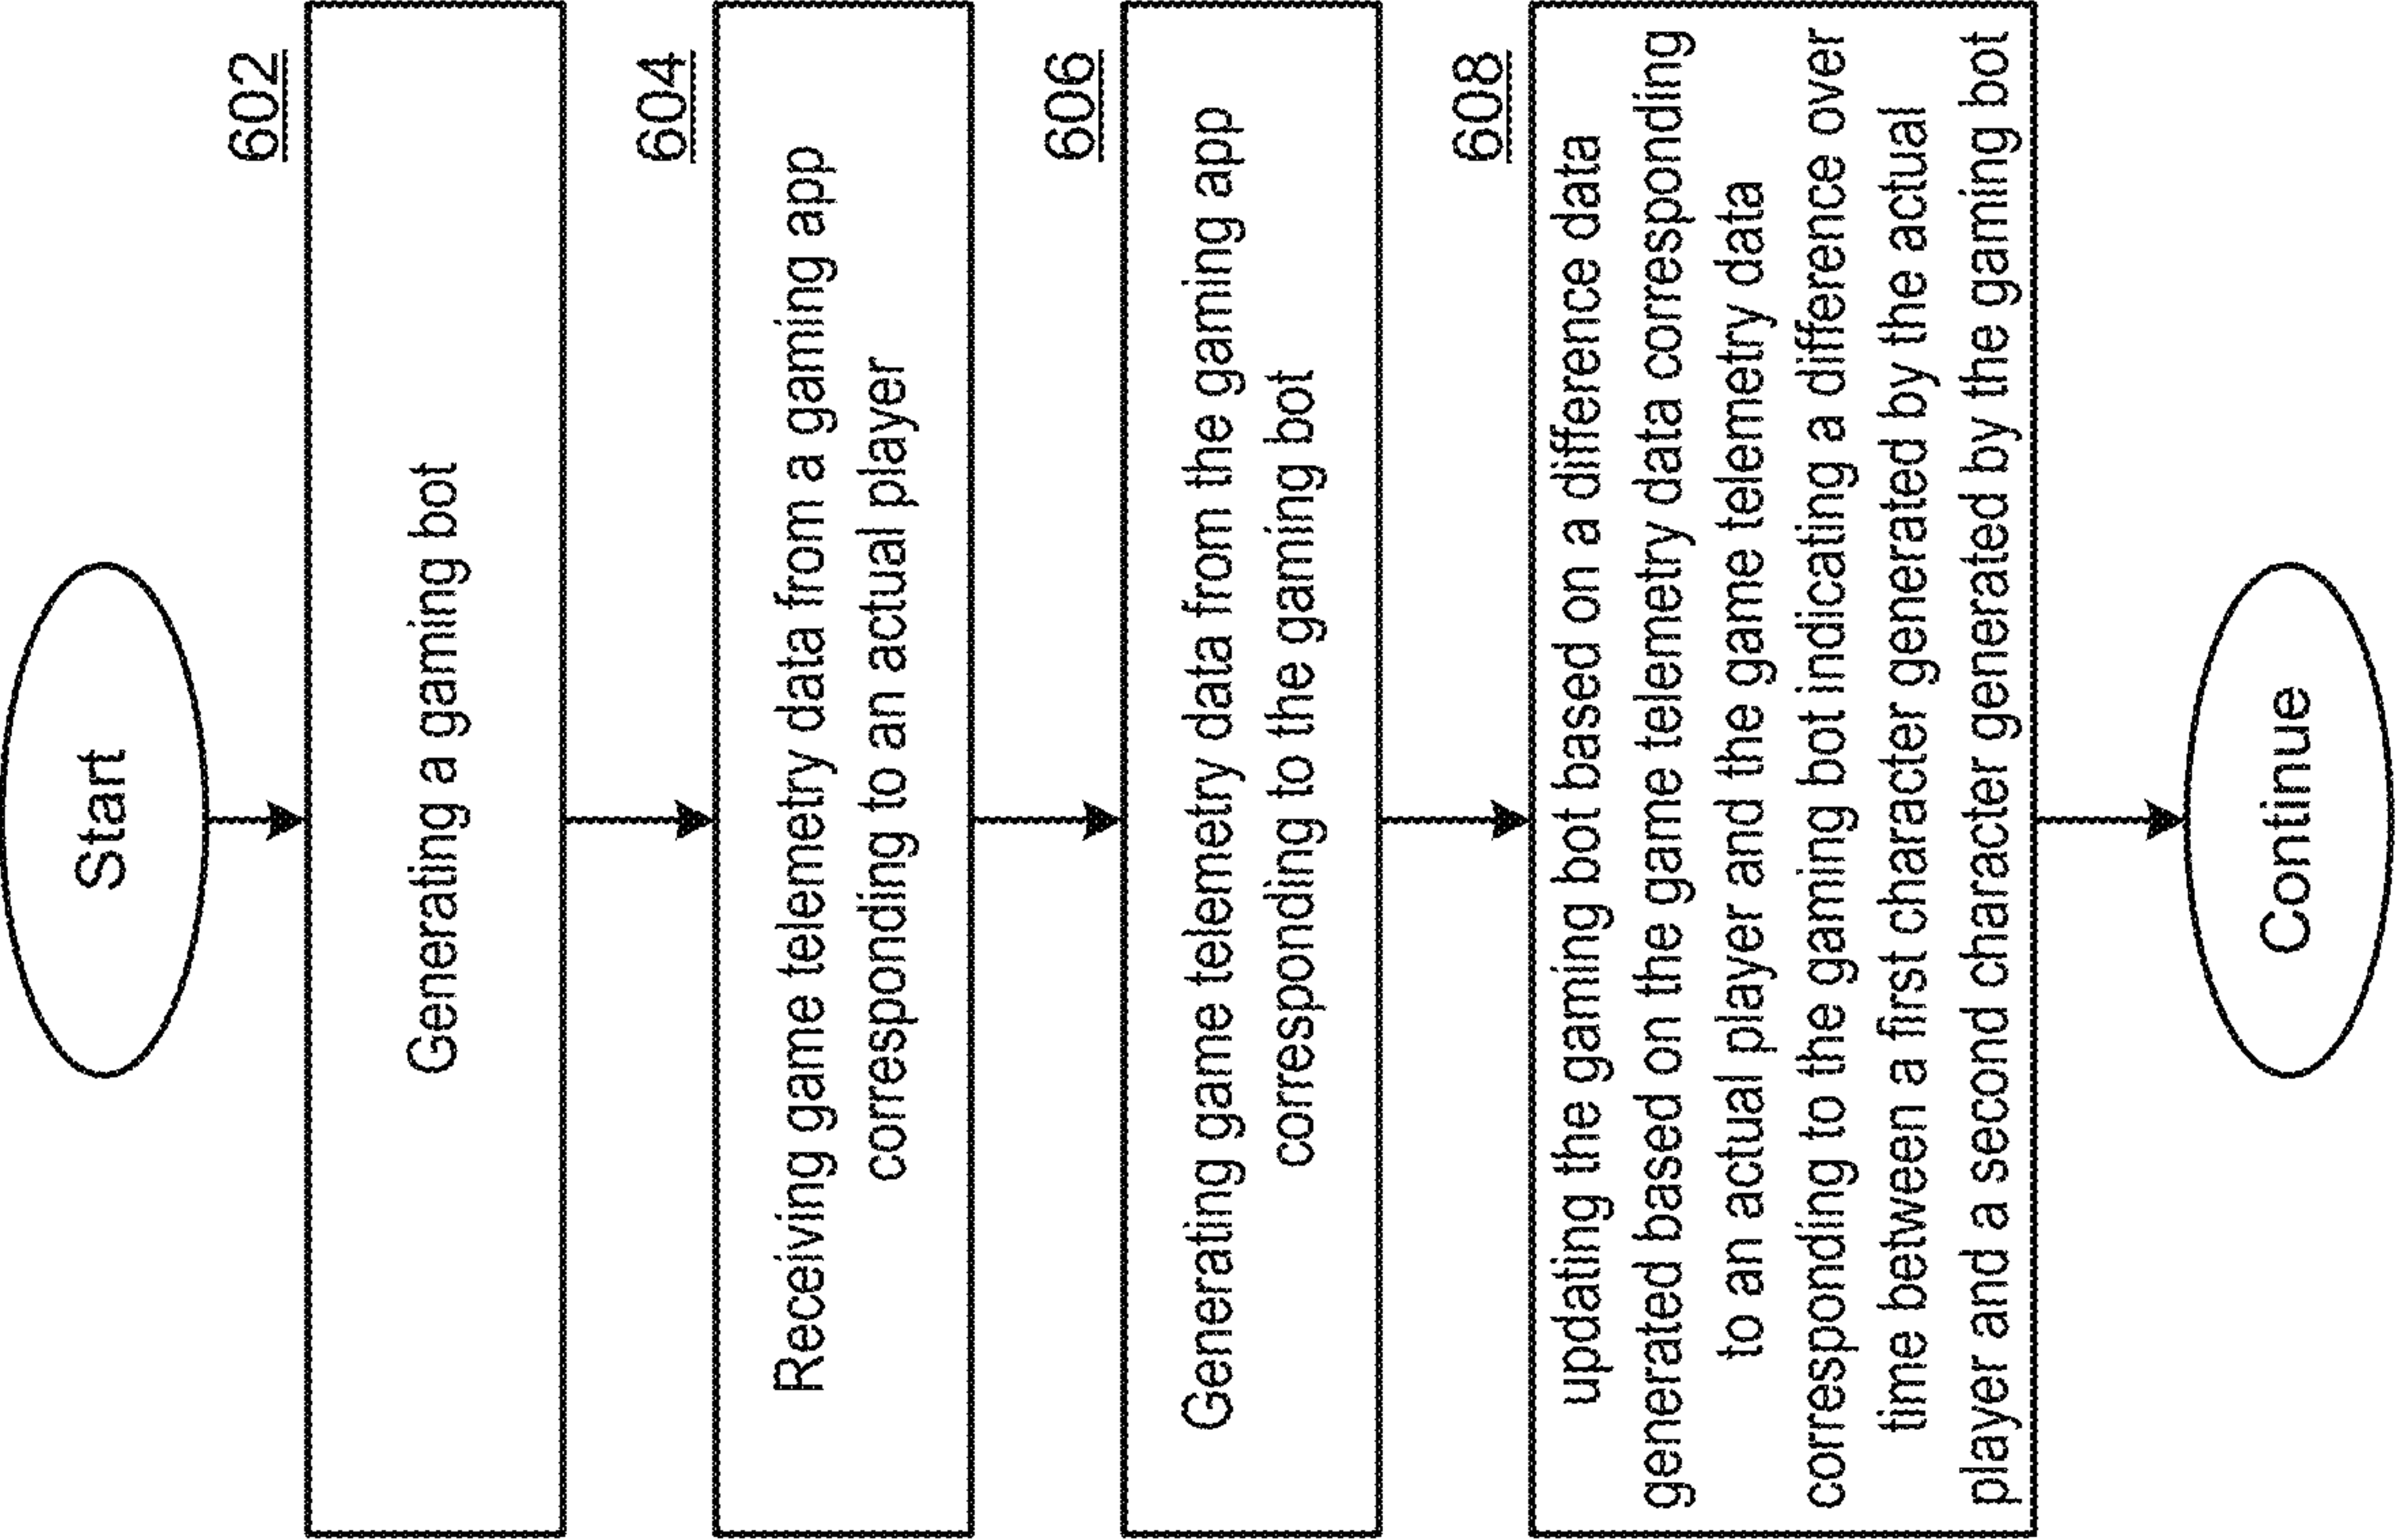 Start
602
Generating a gaming bot
604
Receiving game telemetry data from a gaming app
corresponding to an actual player
606
Generating game telemetry data from the gaming app
corresponding to the gaming bot
608
updating the gaming bot based on a difference data
generated based on the game telemetry data corresponding
to an actual player and the game telemetry data
corresponding to the gaming bot indicating a difference over
time between a first character generated by the actual
player and a second character generated by the gaming bot
Continue